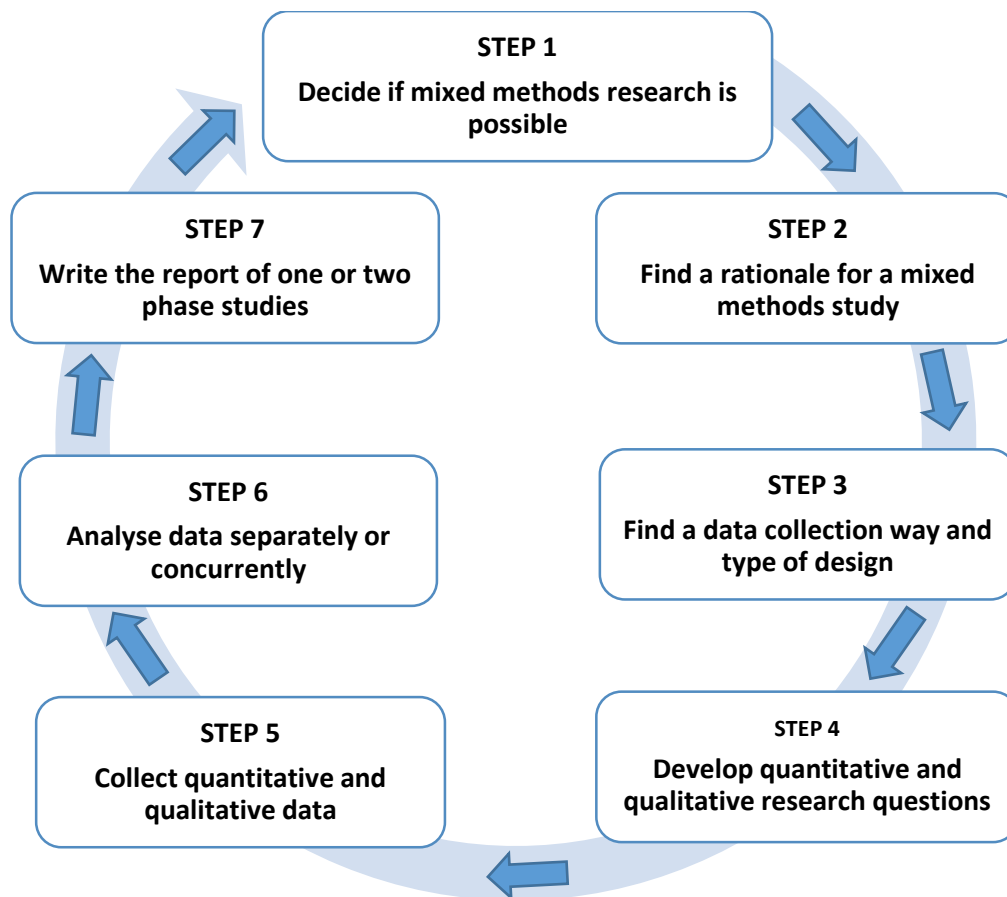 STEP 1
Decide if mixed methods research is
possible
STEP 2
Find a rationale for a mixed
methods study
STEP 3
Find a data collection way and
type of design
STEP 4
Develop quantitative and
qualitative research questions
STEP 5
Collect quantitative and
qualitative data
STEP 6
Analyse data separately or
concurrently
STEP 7
Write the report of one or two
phase studies